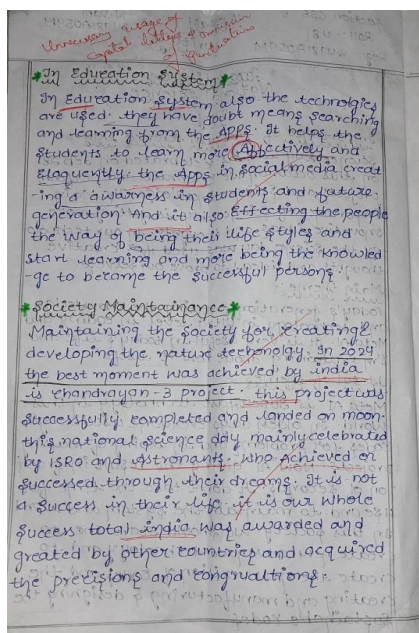 Unnecessary usage of
Capital letters & omission
of Punctuations
*In Education System*
In Education System also the technolgies
are used. they have doubt means searching
and learning from the Apps. It helps the
Students to learn more Affectively and
Eloquently. the Apps in social media creat
-ing a awarness in Students and future
generation And it also Effecting the people
the way of being their life styles and
start learning and more being the knowled
-ge to became the Successful persons
*Society Maintainance*
Maintaining the Society for creating &
developing the nature technolgy. In 2024
the best moment was achieved by india
is chandrayan-3 project. this project was
Successfully completed and landed on moon.
this national science day mainly celebrated
by ISRO and Astronants. who Achieved or
Successed through their dreams. It is not
a Success in their life it is our whole
Success total india was awarded and
greated by other countries and acquired
the precisions and congrualtions.